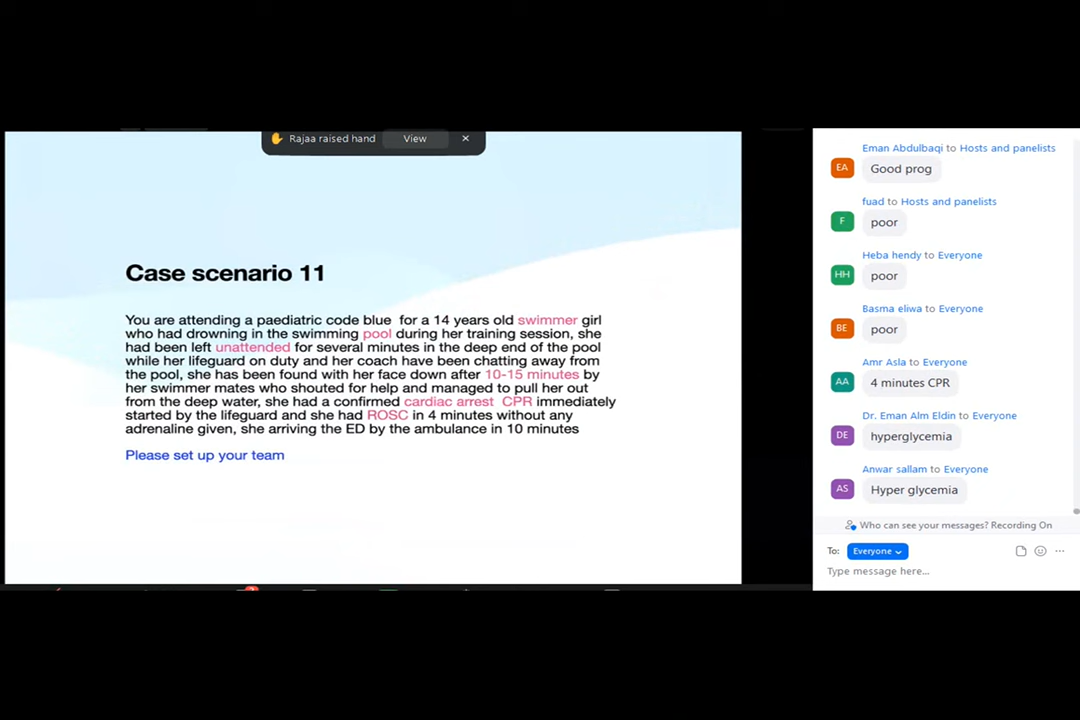 Rajaa raised hand View
Case scenario 11
You are attending a paediatric code blue for a 14 years old swimmer girl
who had drowning in the swimming pool during her training session, she
had been left unattended for several minutes in the deep end of the pool
while her lifeguard on duty and her coach have been chatting away from
the pool, she has been found with her face down after 10-15 minutes by
her swimmer mates who shouted for help and managed to pull her out
from the deep water, she had a confirmed cardiac arrest CPR immediately
started by the lifeguard and she had ROSC in 4 minutes without any
adrenaline given, she arriving the ED by the ambulance in 10 minutes
Please set up your team
Eman Abdulbaqi to Hosts and panelists
EA Good prog
fuad to Hosts and panelists
F poor
Heba hendy to Everyone
HH poor
Basma eliwa to Everyone
BE poor
Amr Asla to Everyone
AA 4 minutes CPR
Dr. Eman Alm Eldin to Everyone
DE hyperglycemia
Anwar sallam to Everyone
AS Hyper glycemia
Who can see your messages? Recording On
To: Everyone
Type message here...